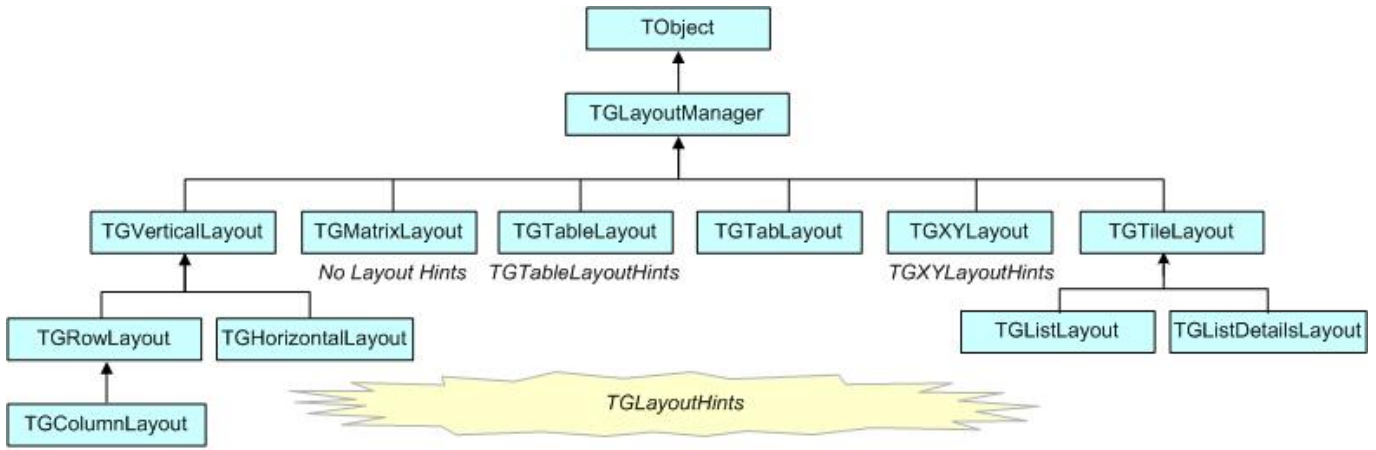 TObject
TGLayoutManager
TGVerticalLayout
TGMatrixLayout
TGTableLayout
TGTabLayout
TGXYLayout
TGTileLayout
No Layout Hints
TGTableLayoutHints
TGXYLayoutHints
TGRowLayout
TGHorizontalLayout
TGListLayout
TGListDetailsLayout
TGLayoutHints
TGColumnLayout